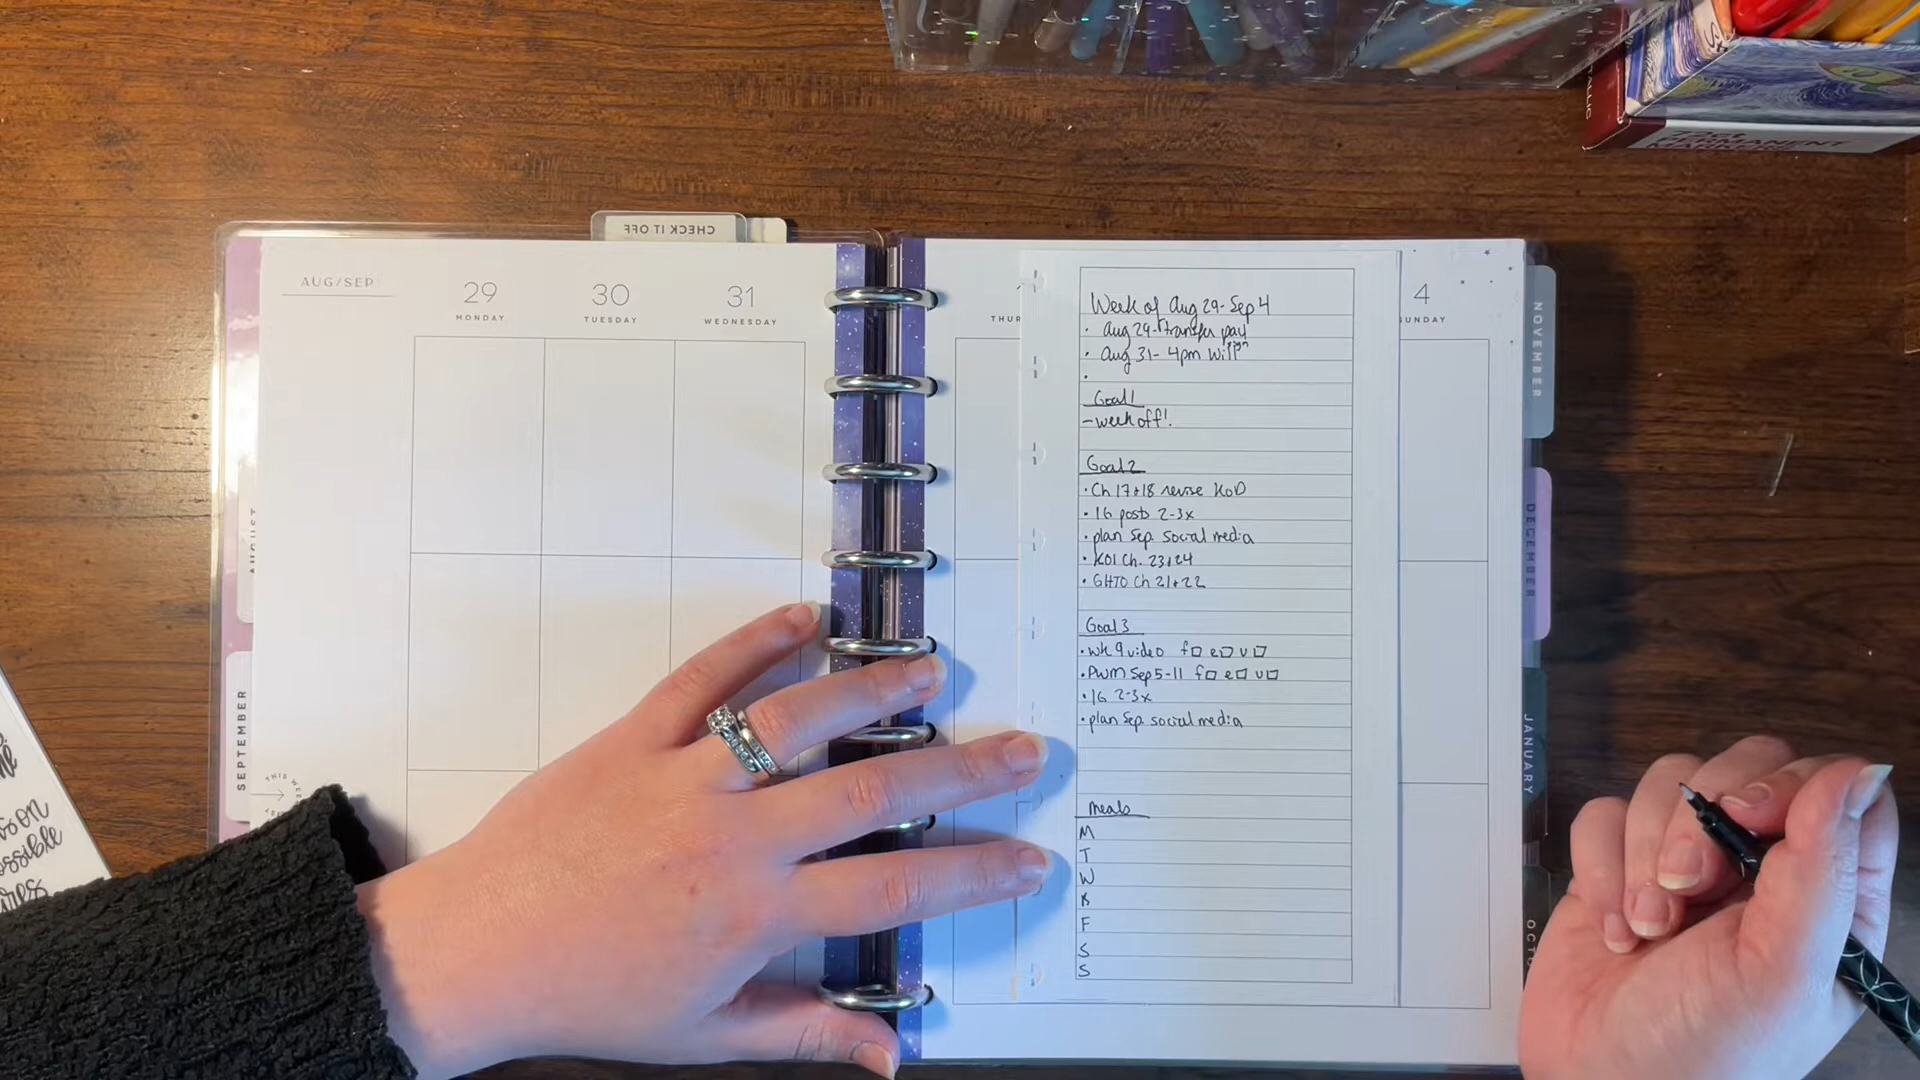 CHECK IT OFF
AUG/SEP
29
MONDAY
30
TUESDAY
31
WEDNESDAY
THUR
4
SUNDAY
Week of Aug 29-Sep 4
· Aug 29-transfer pay
· Aug 31- 4pm Will sign
·
Goal 1
- week off!
Goal 2
· Ch 17+18 revise KoD
· IG posts 2-3x
· plan Sep. social media
· KOI Ch. 23+24
· GHTO Ch 21+22
Goal 3
· wk 9 video f□ e□ u□
· PWM Sep 5-11 f□ e□ u□
· IG 2-3x
· plan Sep. social media
Meals
M
T
W
F
S
S
AUGUST
SEPTEMBER
THIS
NOVEMBER
DECEMBER
JANUARY
OCTO
PERMANENT